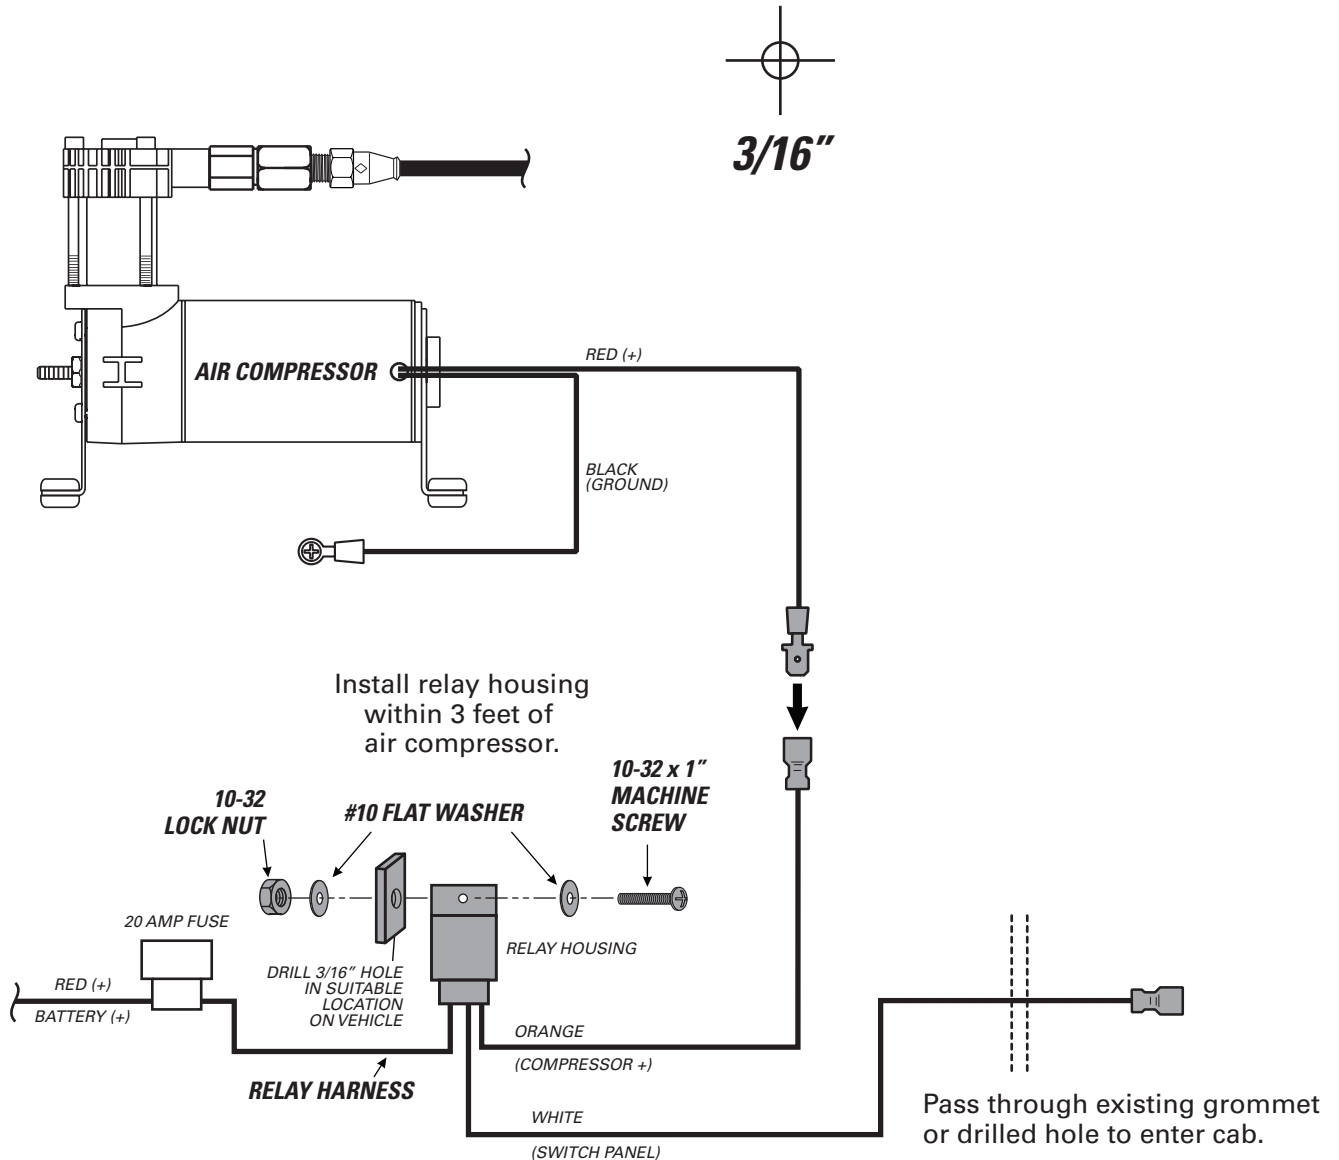 3/16"
AIR COMPRESSOR
RED (+)
BLACK
(GROUND)
Install relay housing
within 3 feet of
air compressor.
10-32
LOCK NUT
#10 FLAT WASHER
10-32 x 1"
MACHINE
SCREW
20 AMP FUSE
RED (+)
BATTERY (+)
DRILL 3/16" HOLE
IN SUITABLE
LOCATION
ON VEHICLE
RELAY HOUSING
ORANGE
(COMPRESSOR +)
RELAY HARNESS
WHITE
(SWITCH PANEL)
Pass through existing grommet
or drilled hole to enter cab.